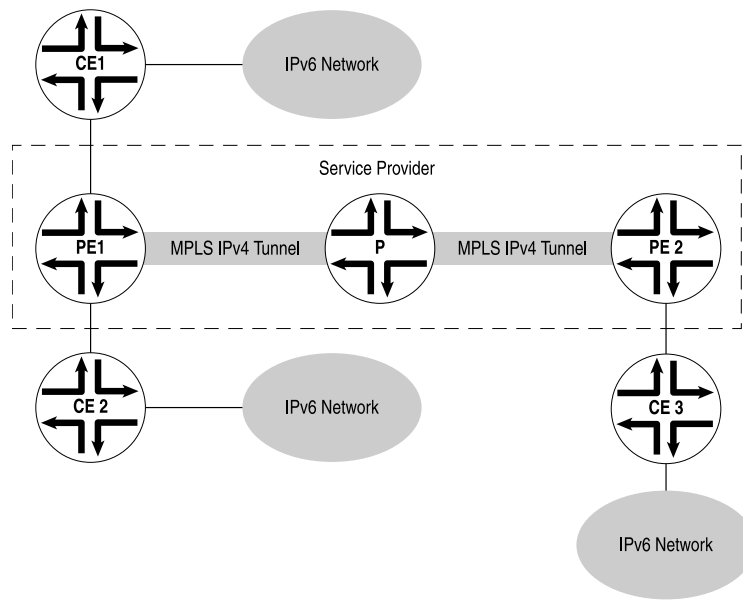 CE1
IPv6 Network
Service Provider
PE1
MPLS IPv4 Tunnel
P
MPLS IPv4 Tunnel
PE 2
CE 2
IPv6 Network
CE 3
IPv6 Network